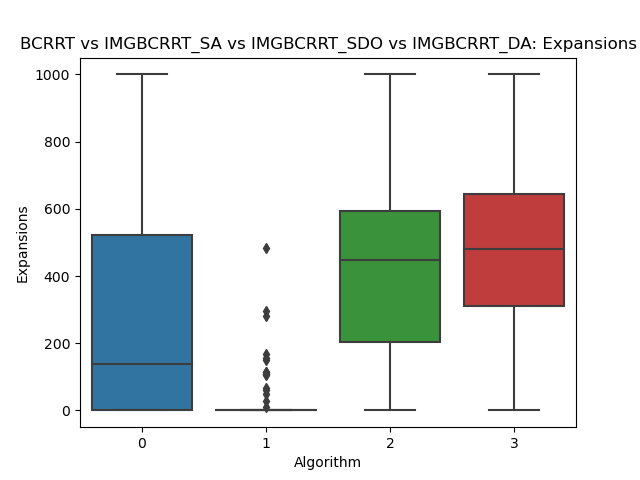 BCRRT vs IMGBCRRT_SA vs IMGBCRRT_SDO vs IMGBCRRT_DA: Expansions
1000
800
600
400
200
0
Expansions
0 1 2 3
Algorithm